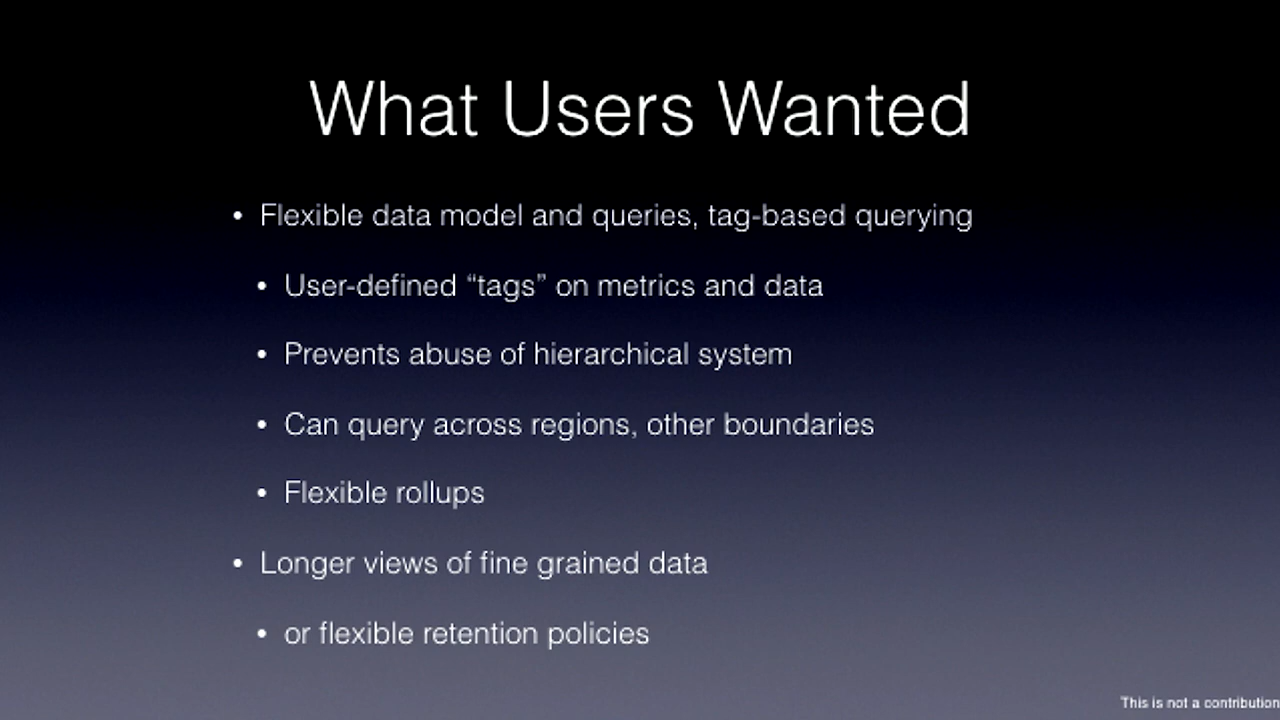 What Users Wanted
• Flexible data model and queries, tag-based querying
• User-defined “tags” on metrics and data
• Prevents abuse of hierarchical system
• Can query across regions, other boundaries
• Flexible rollups
• Longer views of fine grained data
• or flexible retention policies
This is not a contribution